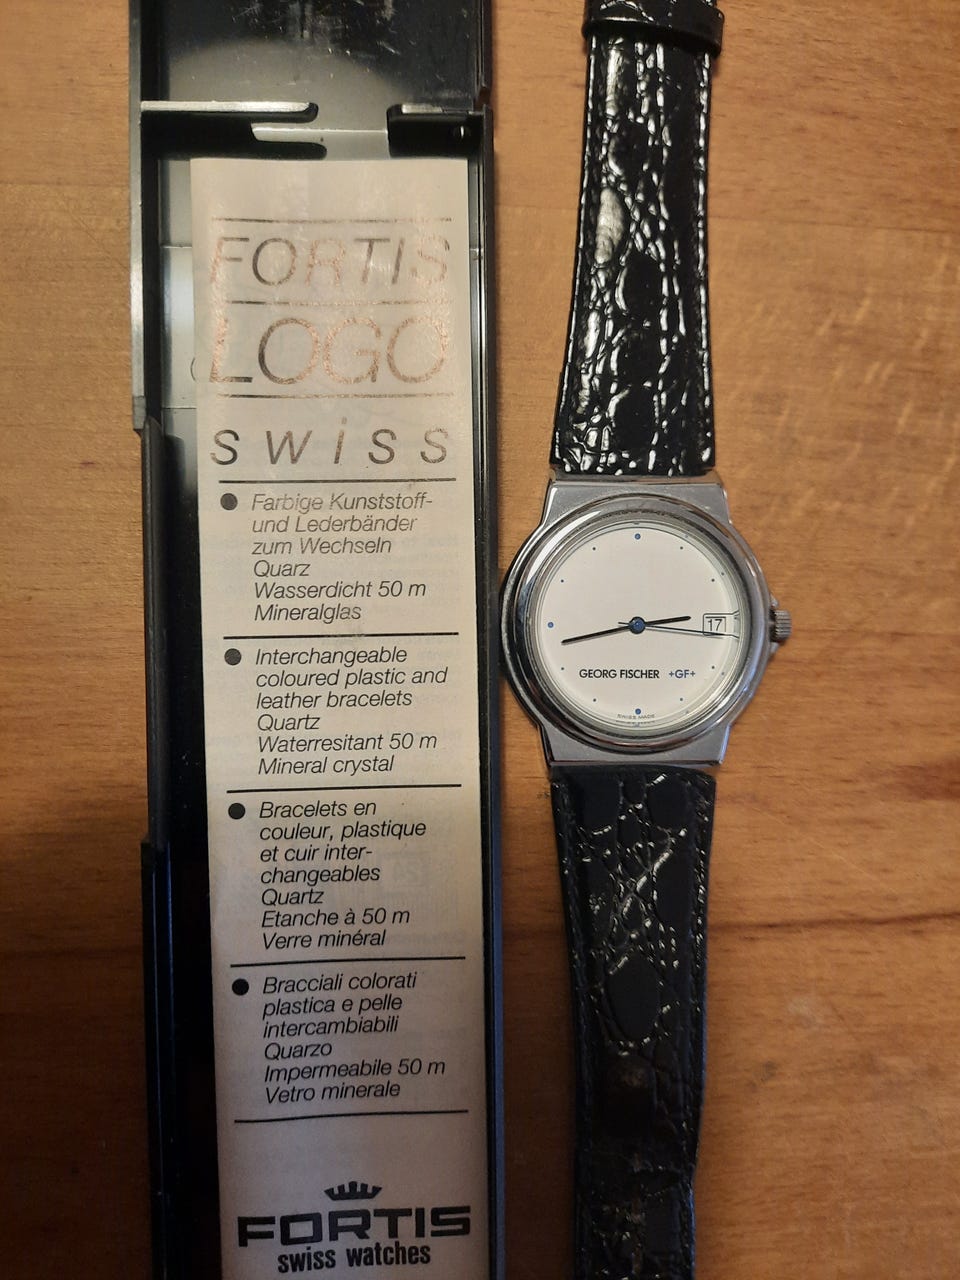 FORTIS
LOGO
swiss
Farbige Kunststoff-
und Lederbänder
zum Wechseln
Quarz
Wasserdicht 50 m
Mineralglas
Interchangeable
coloured plastic and
leather bracelets
Quartz
Waterresitant 50 m
Mineral crystal
Bracelets en
couleur, plastique
et cuir inter-
changeables
Quartz
Etanche à 50 m
Verre minéral
Bracciali colorati
plastica e pelle
intercambiabili
Quarzo
Impermeabile 50 m
Vetro minerale
FORTIS
swiss watches
17
GEORG FISCHER +GF+
SWISS MADE